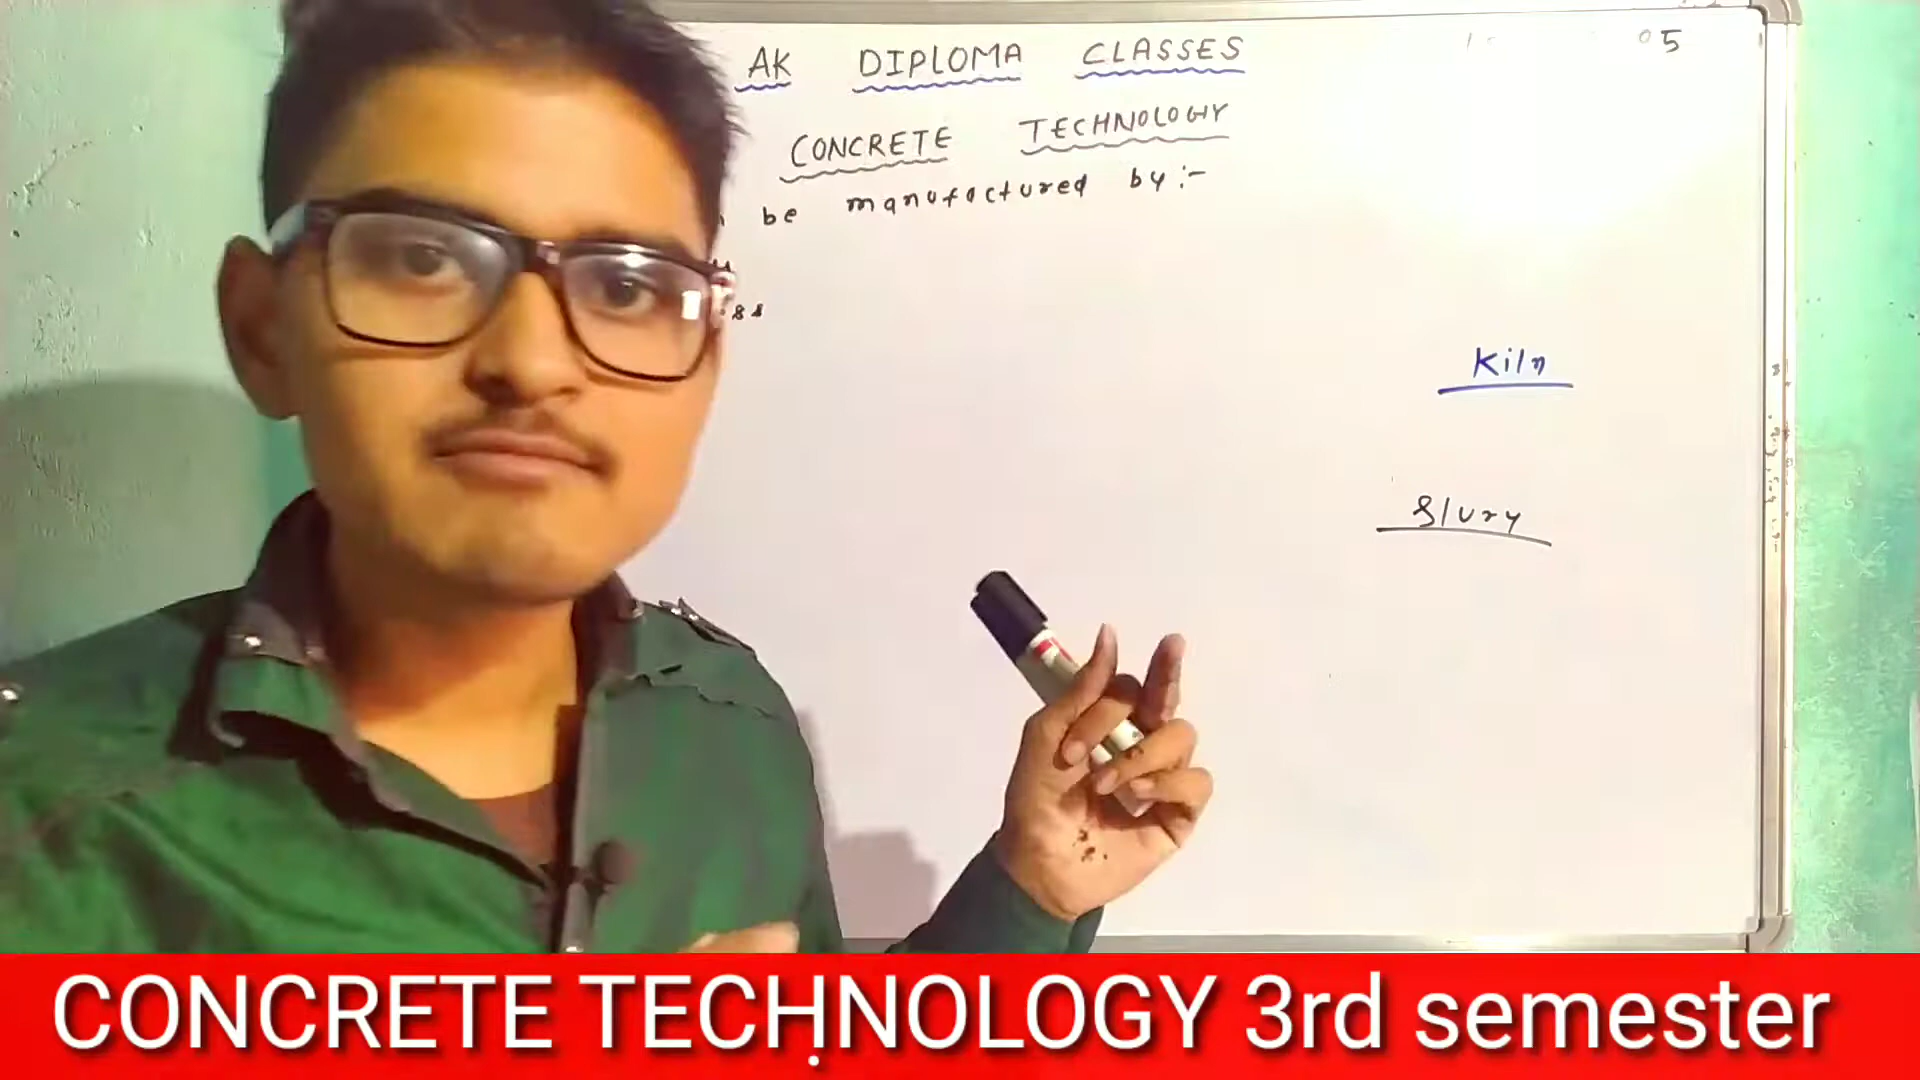 AK DIPLOMA CLASSES
05
CONCRETE TECHNOLOGY
be manufactured by:-
Kiln
Slury
CONCRETE TECHNOLOGY 3rd semester